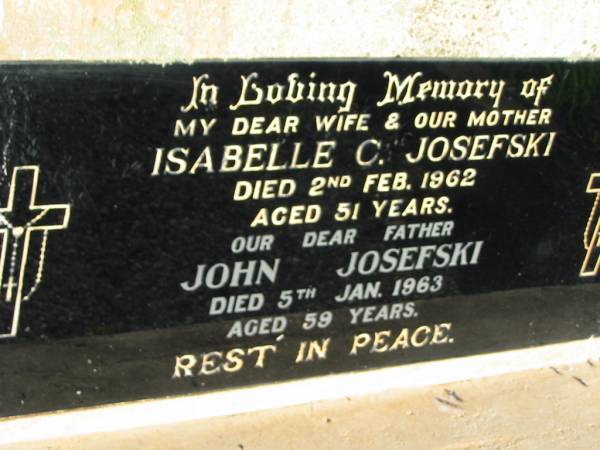 In Loving Memory of
MY DEAR WIFE & OUR MOTHER
ISABELLE C. JOSEFSKI
DIED 2ND FEB. 1962
AGED 51 YEARS.
OUR DEAR FATHER
JOHN JOSEFSKI
DIED 5TH JAN. 1963
AGED 59 YEARS.
REST IN PEACE.